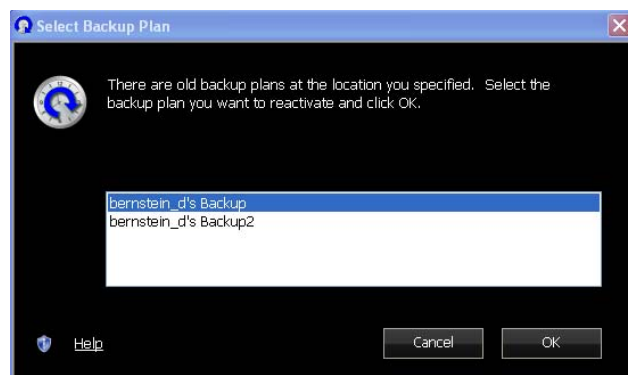 Select Backup Plan
There are old backup plans at the location you specified. Select the
backup plan you want to reactivate and click OK.
bernstein_d's Backup
bernstein_d's Backup2
Help
Cancel
OK